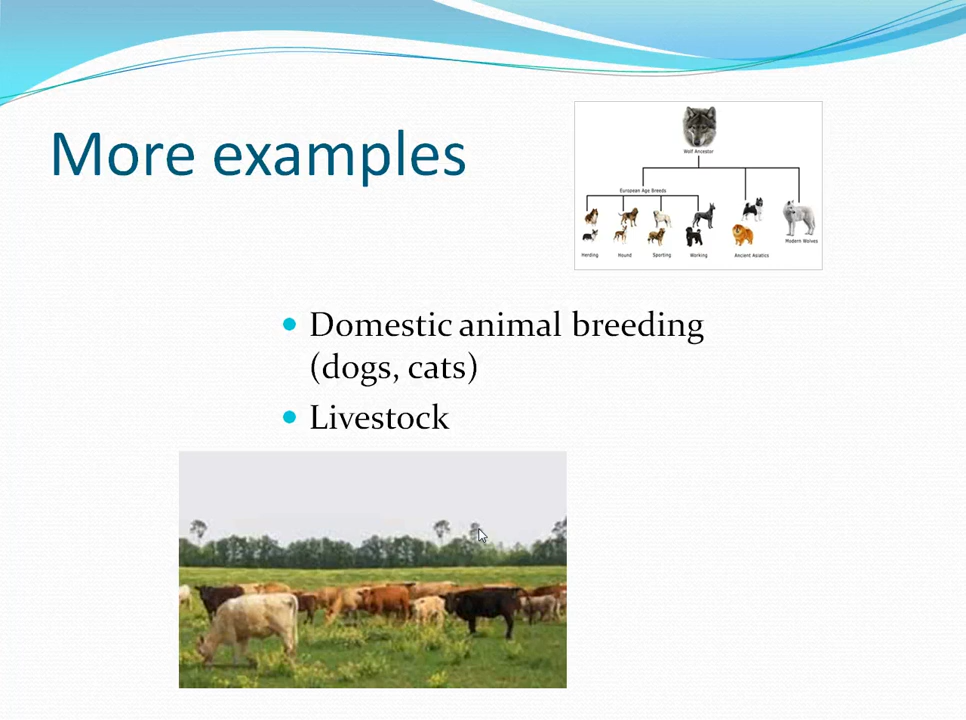 More examples
Wolf Ancestor
European Age Breeds
Modern Wolves
Herding Hound Sporting Working Ancient Asiatics
Domestic animal breeding
(dogs, cats)
Livestock